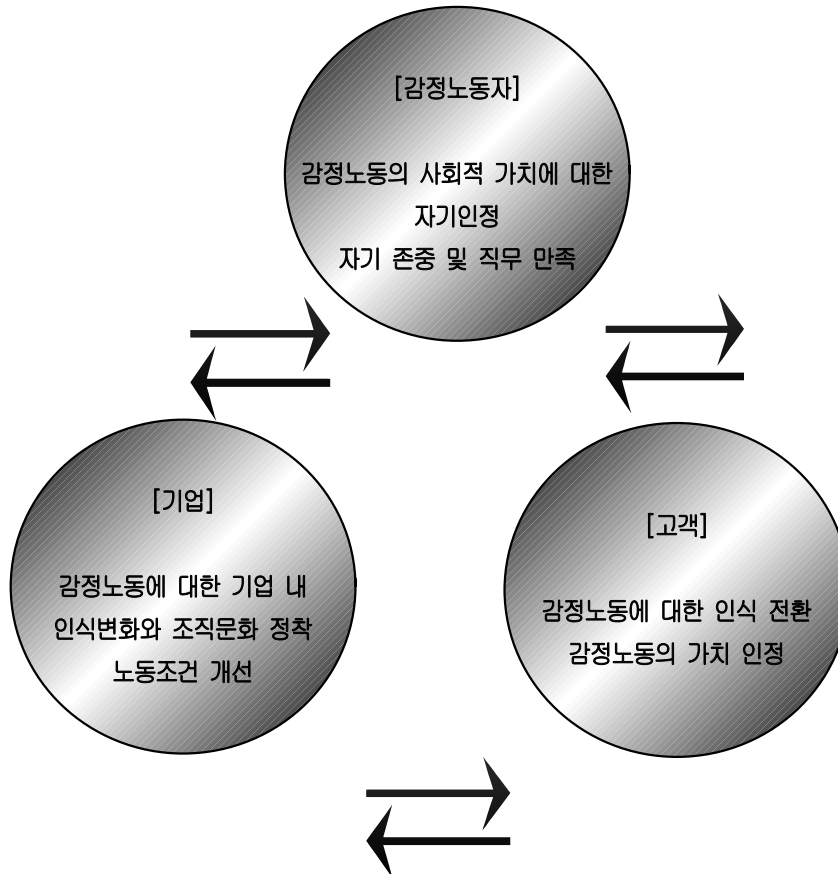 [감정노동자]
감정노동의 사회적 가치에 대한
자기인정
자기 존중 및 직무 만족
[기업]
감정노동에 대한 기업 내
인식변화와 조직문화 정착
노동조건 개선
[고객]
감정노동에 대한 인식 전환
감정노동의 가치 인정